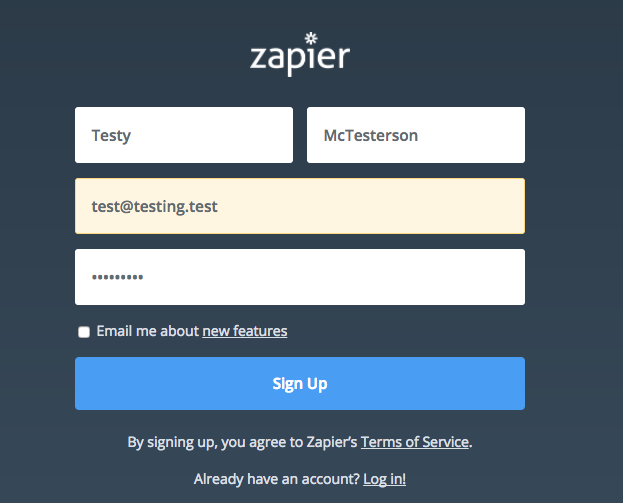 zapier
Testy McTesterson
test@testing.test
•••••••••
Email me about new features
Sign Up
By signing up, you agree to Zapier’s Terms of Service.
Already have an account? Log in!